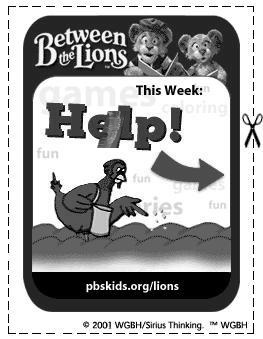 Between
the Lions
This Week:
games
coloring
Help!
fun
fun
games
fun
stories
pbskids.org/lions
© 2001 WGBH/Sirius Thinking. ™ WGBH